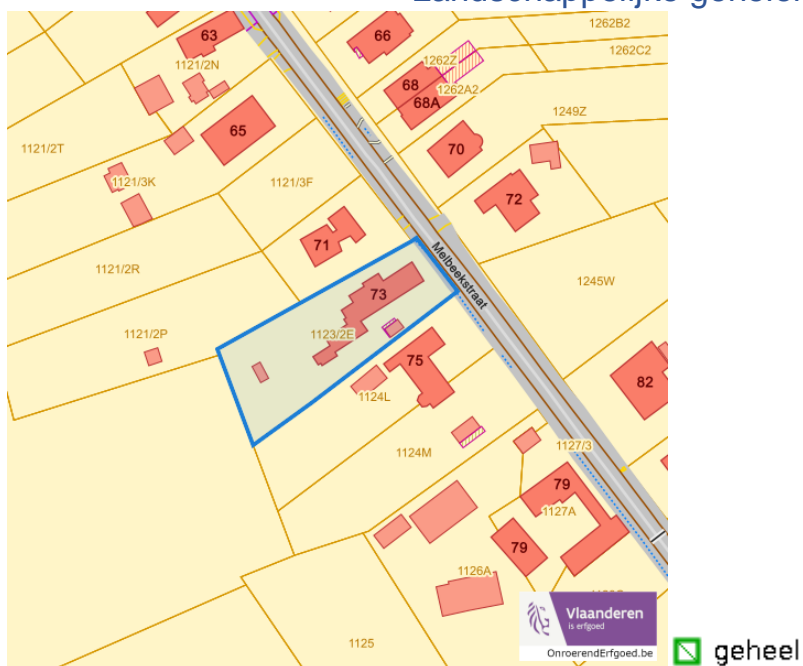 Landschappelijke gehelen
63
66
1262B2
1262C2
1121/2N
1262Z
68
68A
1262A2
1249Z
65
70
1121/2T
1121/3K
1121/3F
72
71
Melbeekstraat
1121/2R
1245W
73
1121/2P
1123/2E
75
82
1124L
1127/3
1124M
79
1127A
79
1126A
1125
Vlaanderen
is erfgoed
OnroerendErfgoed.be
geheel